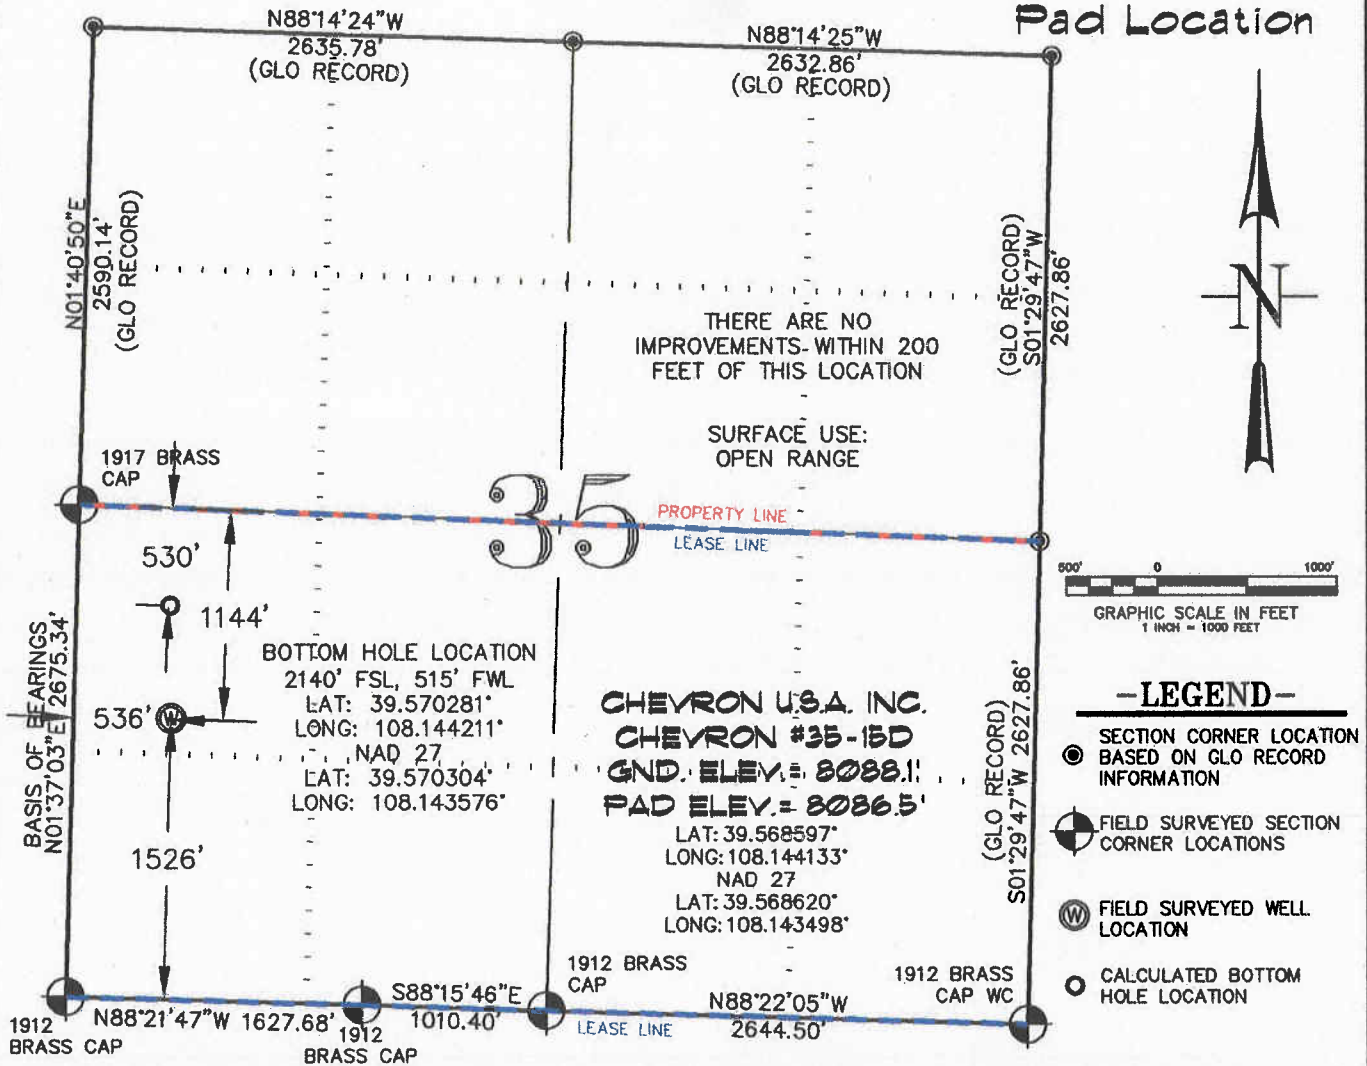 Pad Location
N88°14'24"W
2635.78'
(GLO RECORD)
N88°14'25"W
2632.86'
(GLO RECORD)
N01°40'50"E
2590.14'
(GLO RECORD)
(GLO RECORD)
S01°29'47"W
2627.86'
N
THERE ARE NO
IMPROVEMENTS WITHIN 200
FEET OF THIS LOCATION
SURFACE USE:
OPEN RANGE
1917 BRASS
CAP
35
PROPERTY LINE
LEASE LINE
530'
1144'
500' 0 1000'
GRAPHIC SCALE IN FEET
1 INCH = 1000 FEET
BASIS OF BEARINGS
N01°37'03"E 2675.34'
BOTTOM HOLE LOCATION
2140' FSL, 515' FWL
LAT: 39.570281°
LONG: 108.144211°
NAD 27
LAT: 39.570304°
LONG: 108.143576°
536'
W
1526'
CHEVRON U.S.A. INC.
CHEVRON #35-15D
GND. ELEV.= 8088.1'
PAD ELEV.= 8086.5'
LAT: 39.568597°
LONG: 108.144133°
NAD 27
LAT: 39.568620°
LONG: 108.143498°
(GLO RECORD)
S01°29'47"W 2627.86'
-LEGEND-
SECTION CORNER LOCATION
BASED ON GLO RECORD
INFORMATION
FIELD SURVEYED SECTION
CORNER LOCATIONS
W
FIELD SURVEYED WELL
LOCATION
CALCULATED BOTTOM
HOLE LOCATION
1912
BRASS CAP
N88°21'47"W 1627.68'
1912
BRASS CAP
S88°15'46"E
1010.40'
1912 BRASS
CAP
LEASE LINE
N88°22'05"W
2644.50'
1912 BRASS
CAP WC